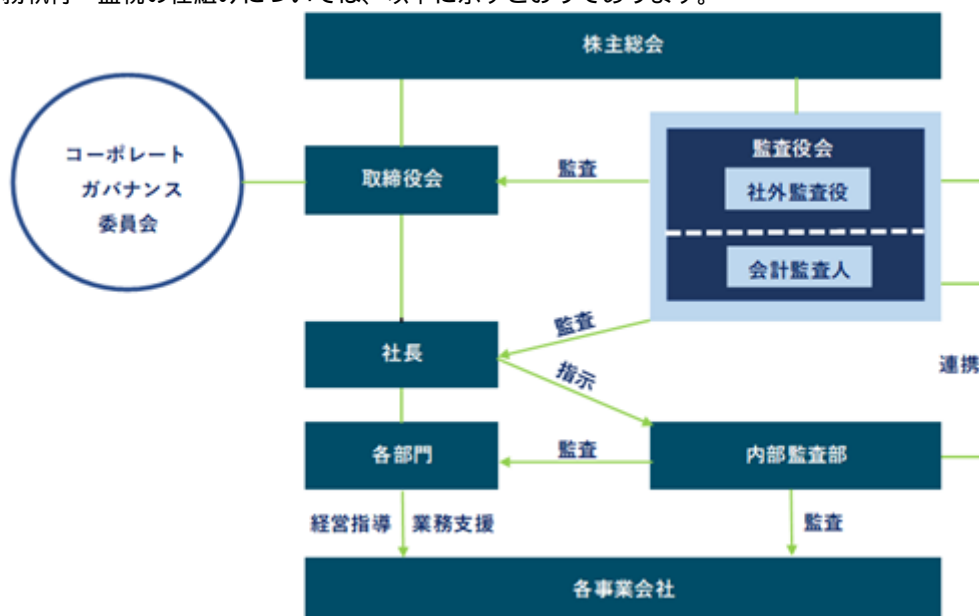 株主総会
コーポレート
ガバナンス
委員会
取締役会
監査
監査役会
社外監査役
会計監査人
監査
社長
指示
連携
各部門
監査
内部監査部
経営指導 業務支援
監査
各事業会社